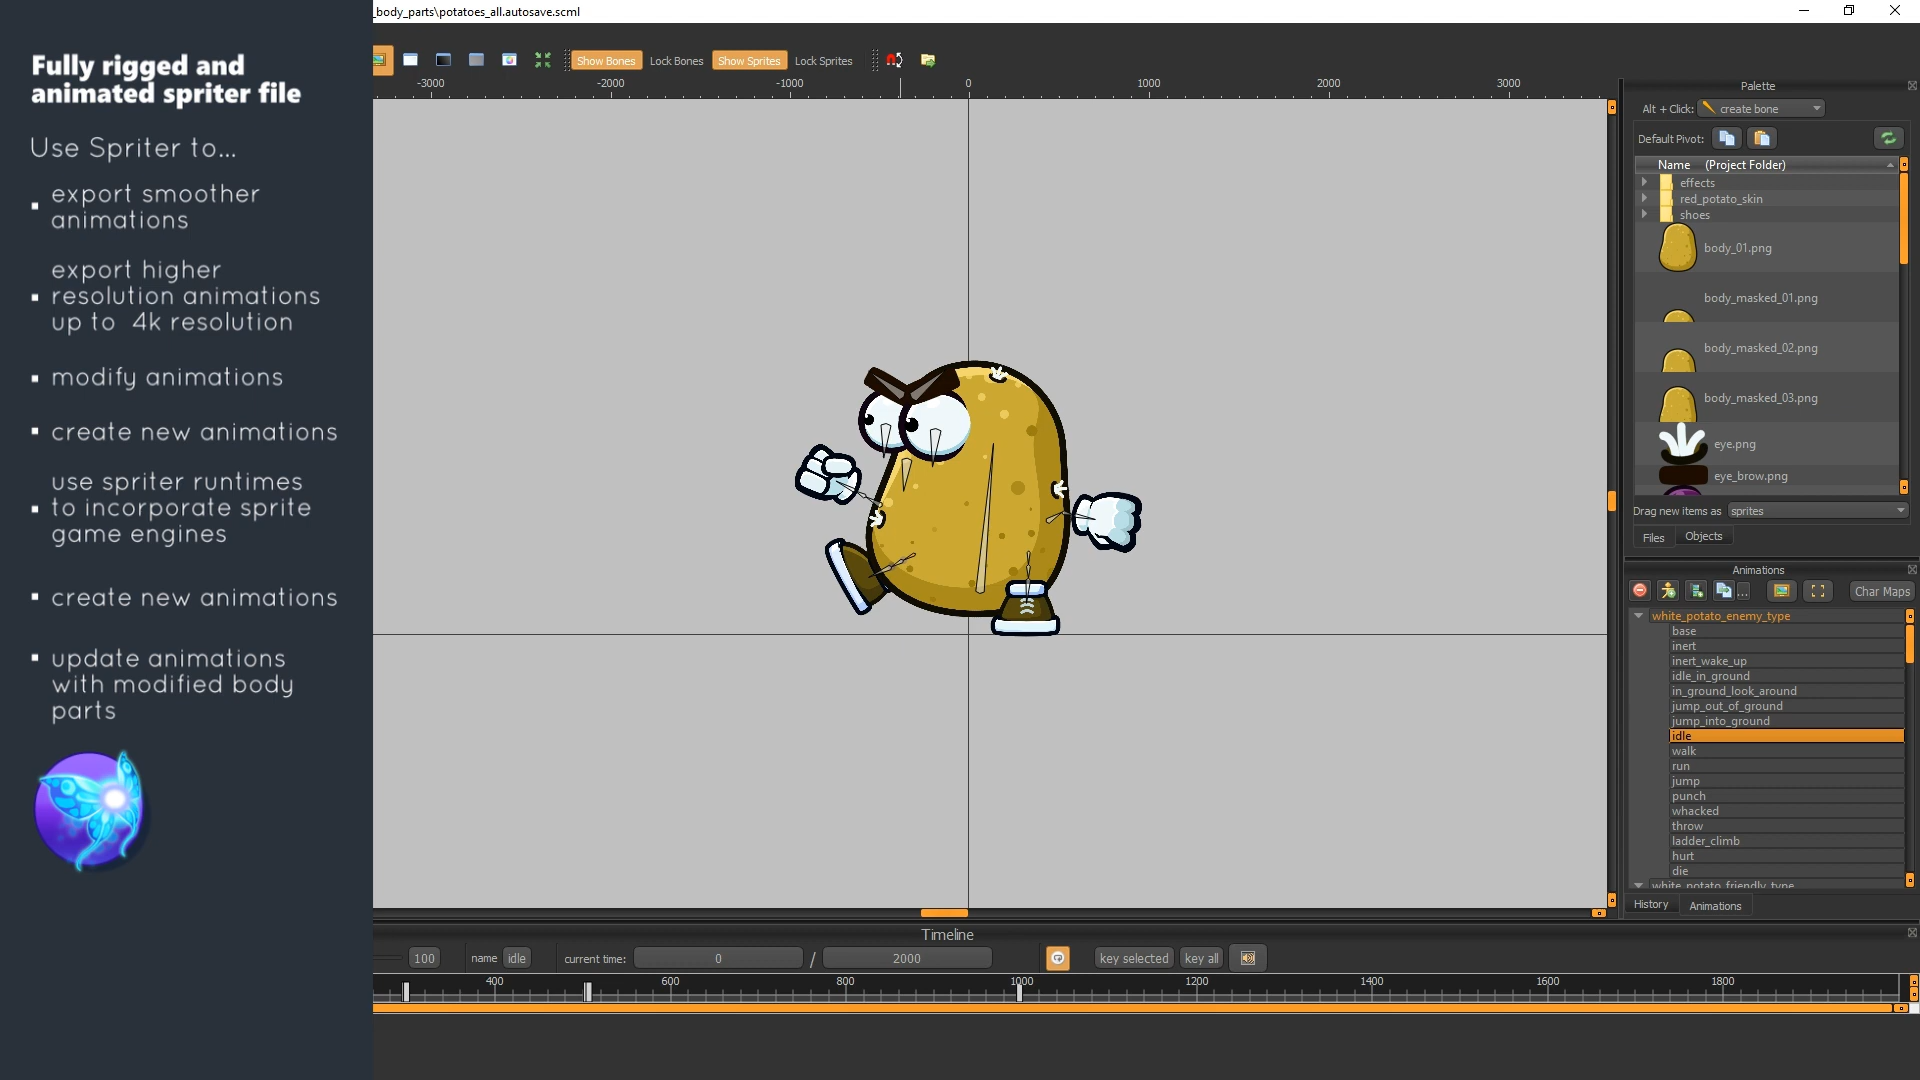 _body_parts\potatoes_all.autosave.scml
Fully rigged and
animated spriter file
Use Spriter to...
export smoother
animations
export higher
resolution animations
up to 4k resolution
modify animations
create new animations
use spriter runtimes
to incorporate sprite
game engines
create new animations
update animations
with modified body
parts
Show Bones Lock Bones Show Sprites Lock Sprites
-3000 -2000 -1000 0 1000 2000 3000
Palette
Alt + Click: create bone
Default Pivot:
Name (Project Folder)
effects
red_potato_skin
shoes
body_01.png
body_masked_01.png
body_masked_02.png
body_masked_03.png
eye.png
eye_brow.png
Drag new items as sprites
Files Objects
Animations
... Char Maps
white_potato_enemy_type
base
inert
inert_wake_up
idle_in_ground
in_ground_look_around
jump_out_of_ground
jump_into_ground
idle
walk
run
jump
punch
whacked
throw
ladder_climb
hurt
die
white_potato_friendly_type
History Animations
Timeline
100 name idle current time: 0 / 2000 key selected key all
400 600 800 1000 1200 1400 1600 1800